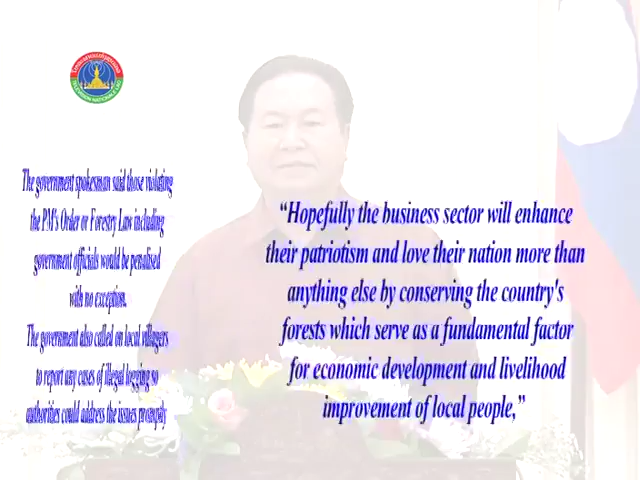 The government spokesman said those violating
the PM's Order or Forestry Law including
government officials would be penalised
with no exception.
The government also called on local villagers
to report any cases of illegal logging so
authorities could address the issues promptly
“Hopefully the business sector will enhance
their patriotism and love their nation more than
anything else by conserving the country's
forests which serve as a fundamental factor
for economic development and livelihood
improvement of local people,”